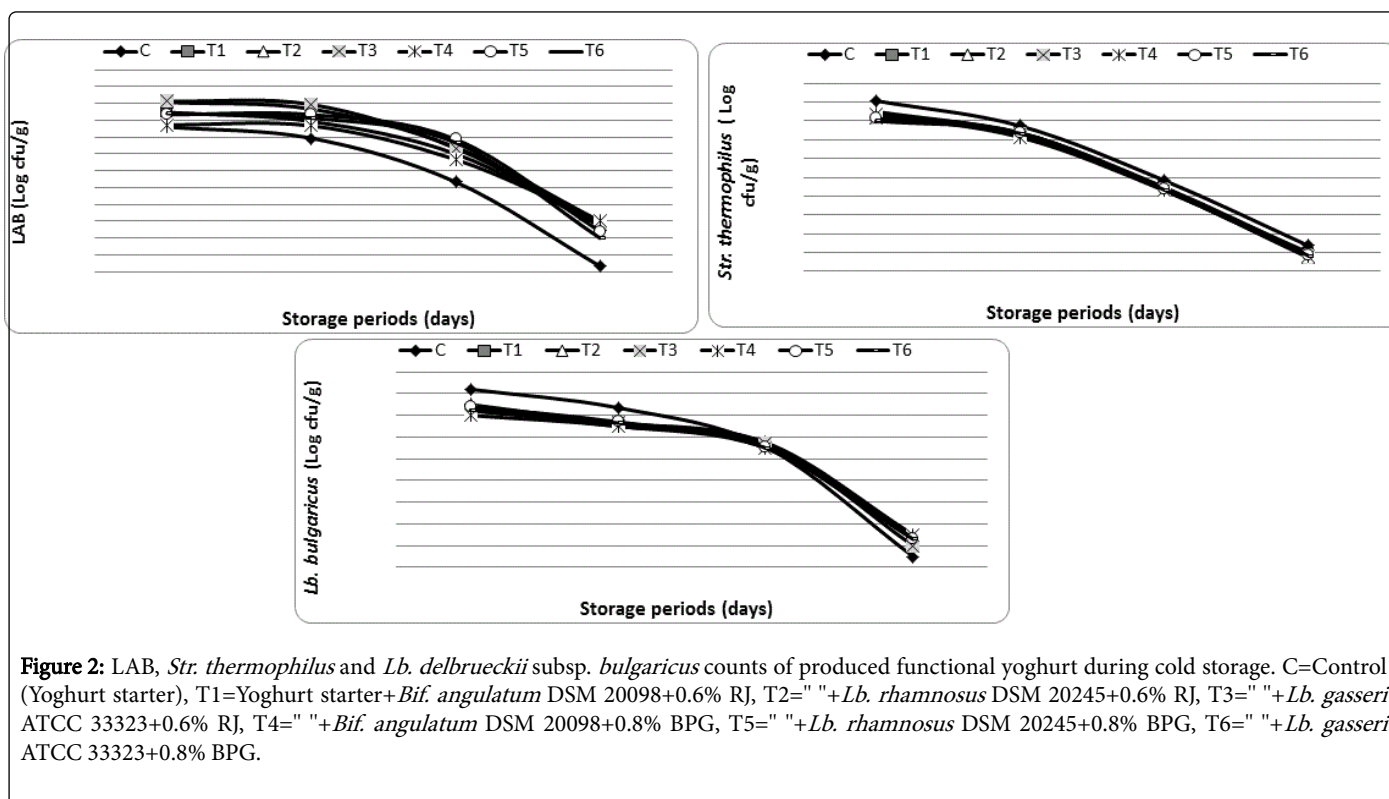 C T1 T2 T3 T4 T5 T6
LAB (Log cfu/g)
Storage periods (days)
C T1 T2 T3 T4 T5 T6
Str. thermophilus ( Log
cfu/g)
Storage periods (days)
C T1 T2 T3 T4 T5 T6
Lb. bulgaricus (Log cfu/g)
Storage periods (days)
Figure 2: LAB, Str. thermophilus and Lb. delbrueckii subsp. bulgaricus counts of produced functional yoghurt during cold storage. C=Control
(Yoghurt starter), T1=Yoghurt starter+Bif. angulatum DSM 20098+0.6% RJ, T2=" "+Lb. rhamnosus DSM 20245+0.6% RJ, T3=" "+Lb. gasseri
ATCC 33323+0.6% RJ, T4=" "+Bif. angulatum DSM 20098+0.8% BPG, T5=" "+Lb. rhamnosus DSM 20245+0.8% BPG, T6=" "+Lb. gasseri
ATCC 33323+0.8% BPG.